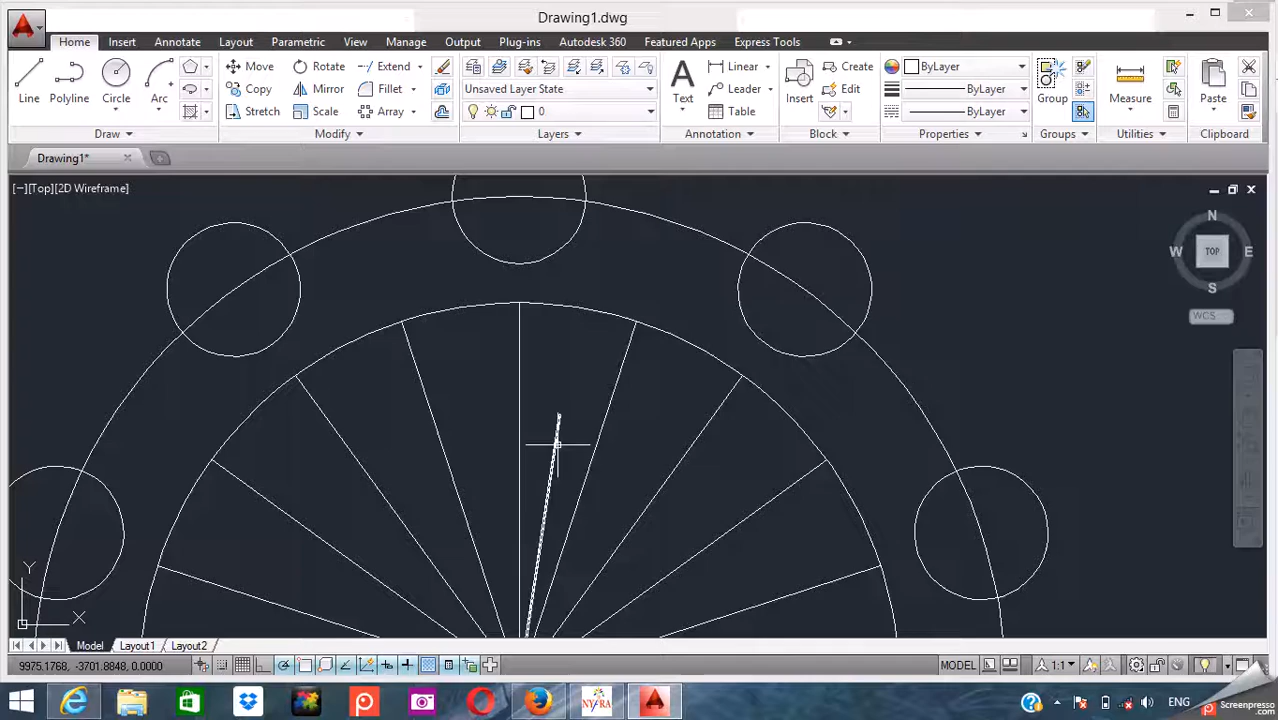 Drawing1.dwg
Home Insert Annotate Layout Parametric View Manage Output Plug-ins Autodesk 360 Featured Apps Express Tools
Line Polyline Circle Arc
Move Rotate Extend
Copy Mirror Fillet
Stretch Scale Array
Unsaved Layer State
0
Text
Linear
Leader
Table
Insert
Create
Edit
ByLayer
ByLayer
ByLayer
Group
Measure
Paste
Draw Modify Layers Annotation Block Properties Groups Utilities Clipboard
Drawing1*
[−][Top][2D Wireframe]
N
W TOP E
S
WCS
Y
X
Model Layout1 Layout2
9975.1768, -3701.8848, 0.0000
MODEL
1:1
ENG
Screenpresso
.com